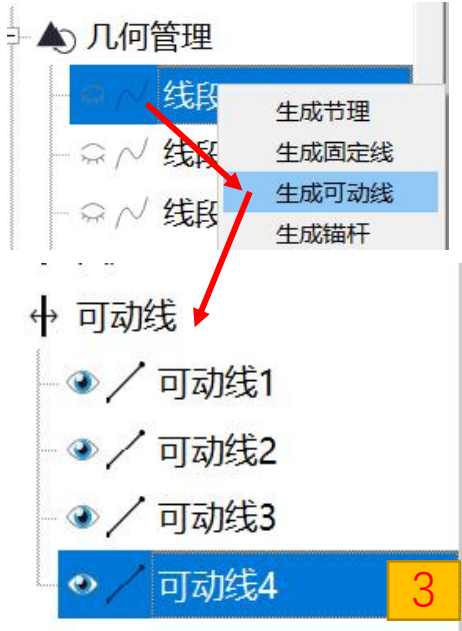 几何管理
线段
生成节理
线段
生成固定线
生成可动线
线段
生成锚杆
可动线
可动线1
可动线2
可动线3
可动线4
3